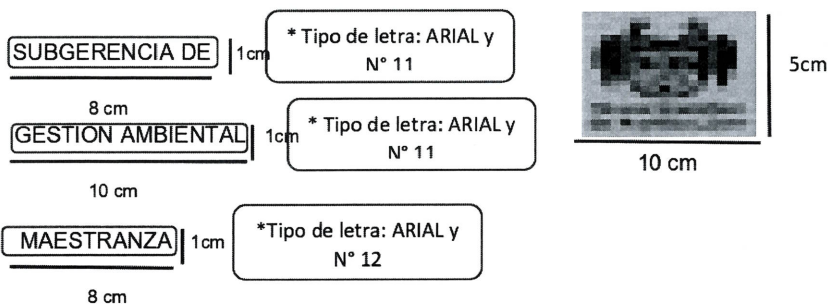 SUBGERENCIA DE
1cm
* Tipo de letra: ARIAL y
N° 11
8 cm
5cm
10 cm
GESTION AMBIENTAL
1cm
* Tipo de letra: ARIAL y
N° 11
10 cm
MAESTRANZA
1cm
*Tipo de letra: ARIAL y
N° 12
8 cm